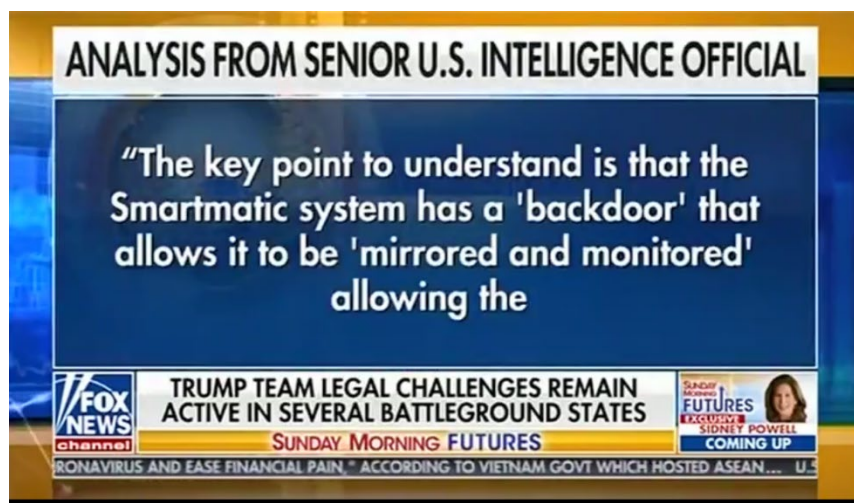 ANALYSIS FROM SENIOR U.S. INTELLIGENCE OFFICIAL
“The key point to understand is that the
Smartmatic system has a 'backdoor' that
allows it to be 'mirrored and monitored'
allowing the
FOX
NEWS
channel
TRUMP TEAM LEGAL CHALLENGES REMAIN
ACTIVE IN SEVERAL BATTLEGROUND STATES
SUNDAY MORNING FUTURES
SUNDAY
MORNING
FUTURES
EXCLUSIVE
SIDNEY POWELL
COMING UP
RONAVIRUS AND EASE FINANCIAL PAIN," ACCORDING TO VIETNAM GOVT WHICH HOSTED ASEAN... U.S